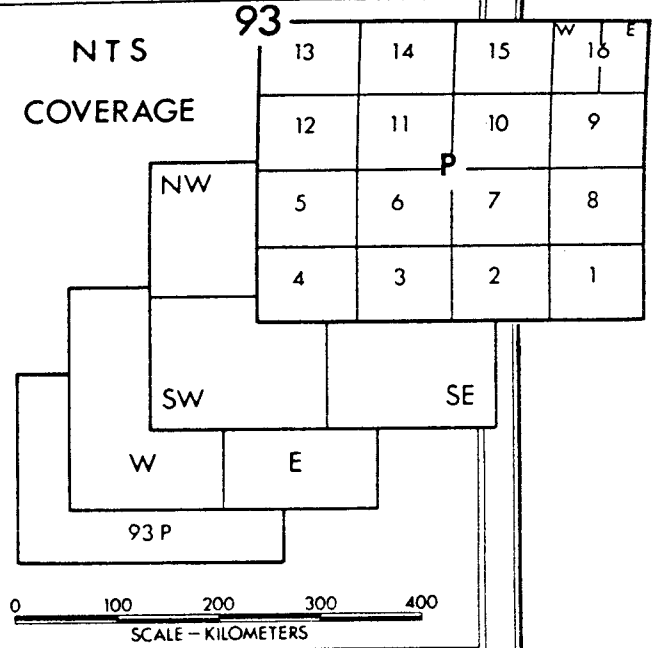 93
W E
NTS
COVERAGE
13 14 15 16
12 11 10 9
P
5 6 7 8
4 3 2 1
NW
SW SE
W E
93 P
0 100 200 300 400
SCALE – KILOMETERS